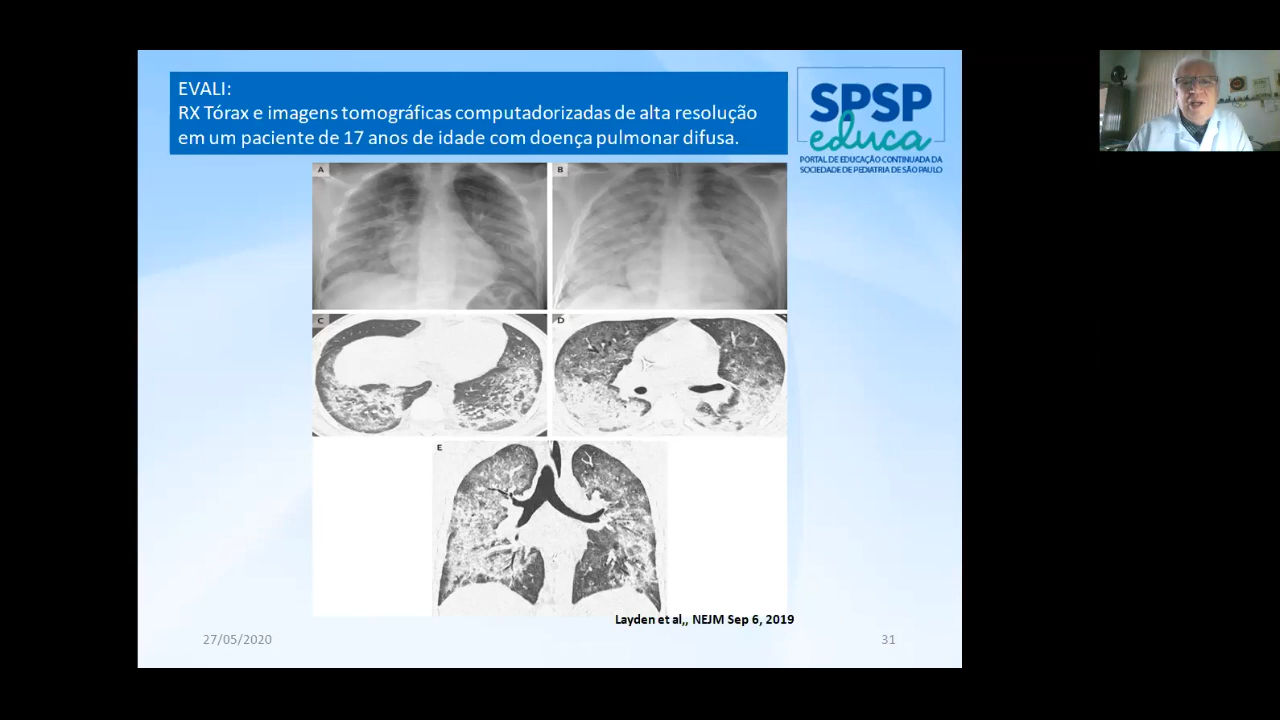 EVALI:
RX Tórax e imagens tomográficas computadorizadas de alta resolução
em um paciente de 17 anos de idade com doença pulmonar difusa.
SPSP
educa
PORTAL DE EDUCAÇÃO CONTINUADA DA
SOCIEDADE DE PEDIATRIA DE SÃO PAULO
A
B
C
D
E
Layden et al,, NEJM Sep 6, 2019
27/05/2020
31